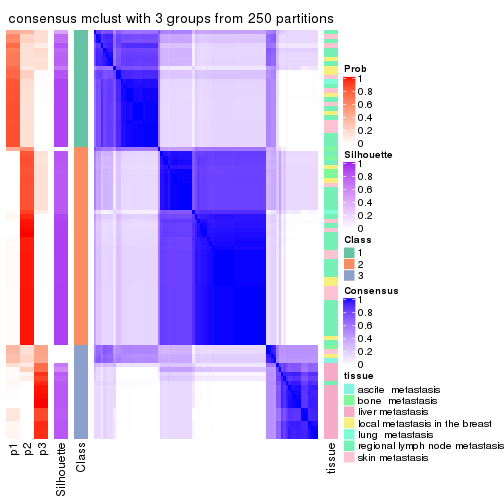 consensus mclust with 3 groups from 250 partitions
Prob
1
0.8
0.6
0.4
0.2
0
Silhouette
1
0.8
0.6
0.4
0.2
0
Class
1
2
3
Consensus
1
0.8
0.6
0.4
0.2
0
tissue
ascite metastasis
bone metastasis
liver metastasis
local metastasis in the breast
lung metastasis
regional lymph node metastasis
skin metastasis
p1
p2
p3
Silhouette
Class
tissue